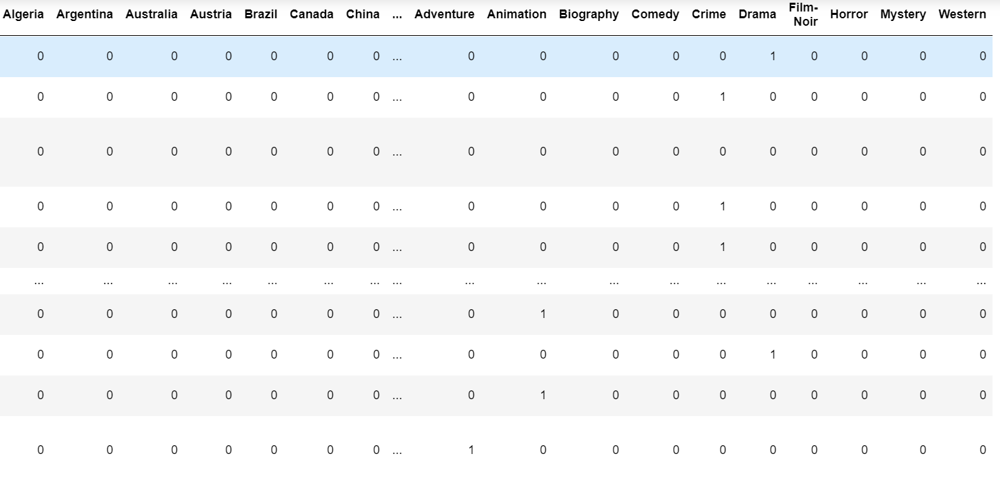 Algeria Argentina Australia Austria Brazil Canada China ... Adventure Animation Biography Comedy Crime Drama Film-Noir Horror Mystery Western
0 0 0 0 0 0 0 ... 0 0 0 0 0 1 0 0 0 0
0 0 0 0 0 0 0 ... 0 0 0 0 1 0 0 0 0 0
0 0 0 0 0 0 0 ... 0 0 0 0 0 0 0 0 0 0
0 0 0 0 0 0 0 ... 0 0 0 0 1 0 0 0 0 0
0 0 0 0 0 0 0 ... 0 0 0 0 1 0 0 0 0 0
... ... ... ... ... ... ... ... ... ... ... ... ... ... ... ... ... ...
0 0 0 0 0 0 0 ... 0 1 0 0 0 0 0 0 0 0
0 0 0 0 0 0 0 ... 0 0 0 0 0 1 0 0 0 0
0 0 0 0 0 0 0 ... 0 1 0 0 0 0 0 0 0 0
0 0 0 0 0 0 0 ... 1 0 0 0 0 0 0 0 0 0